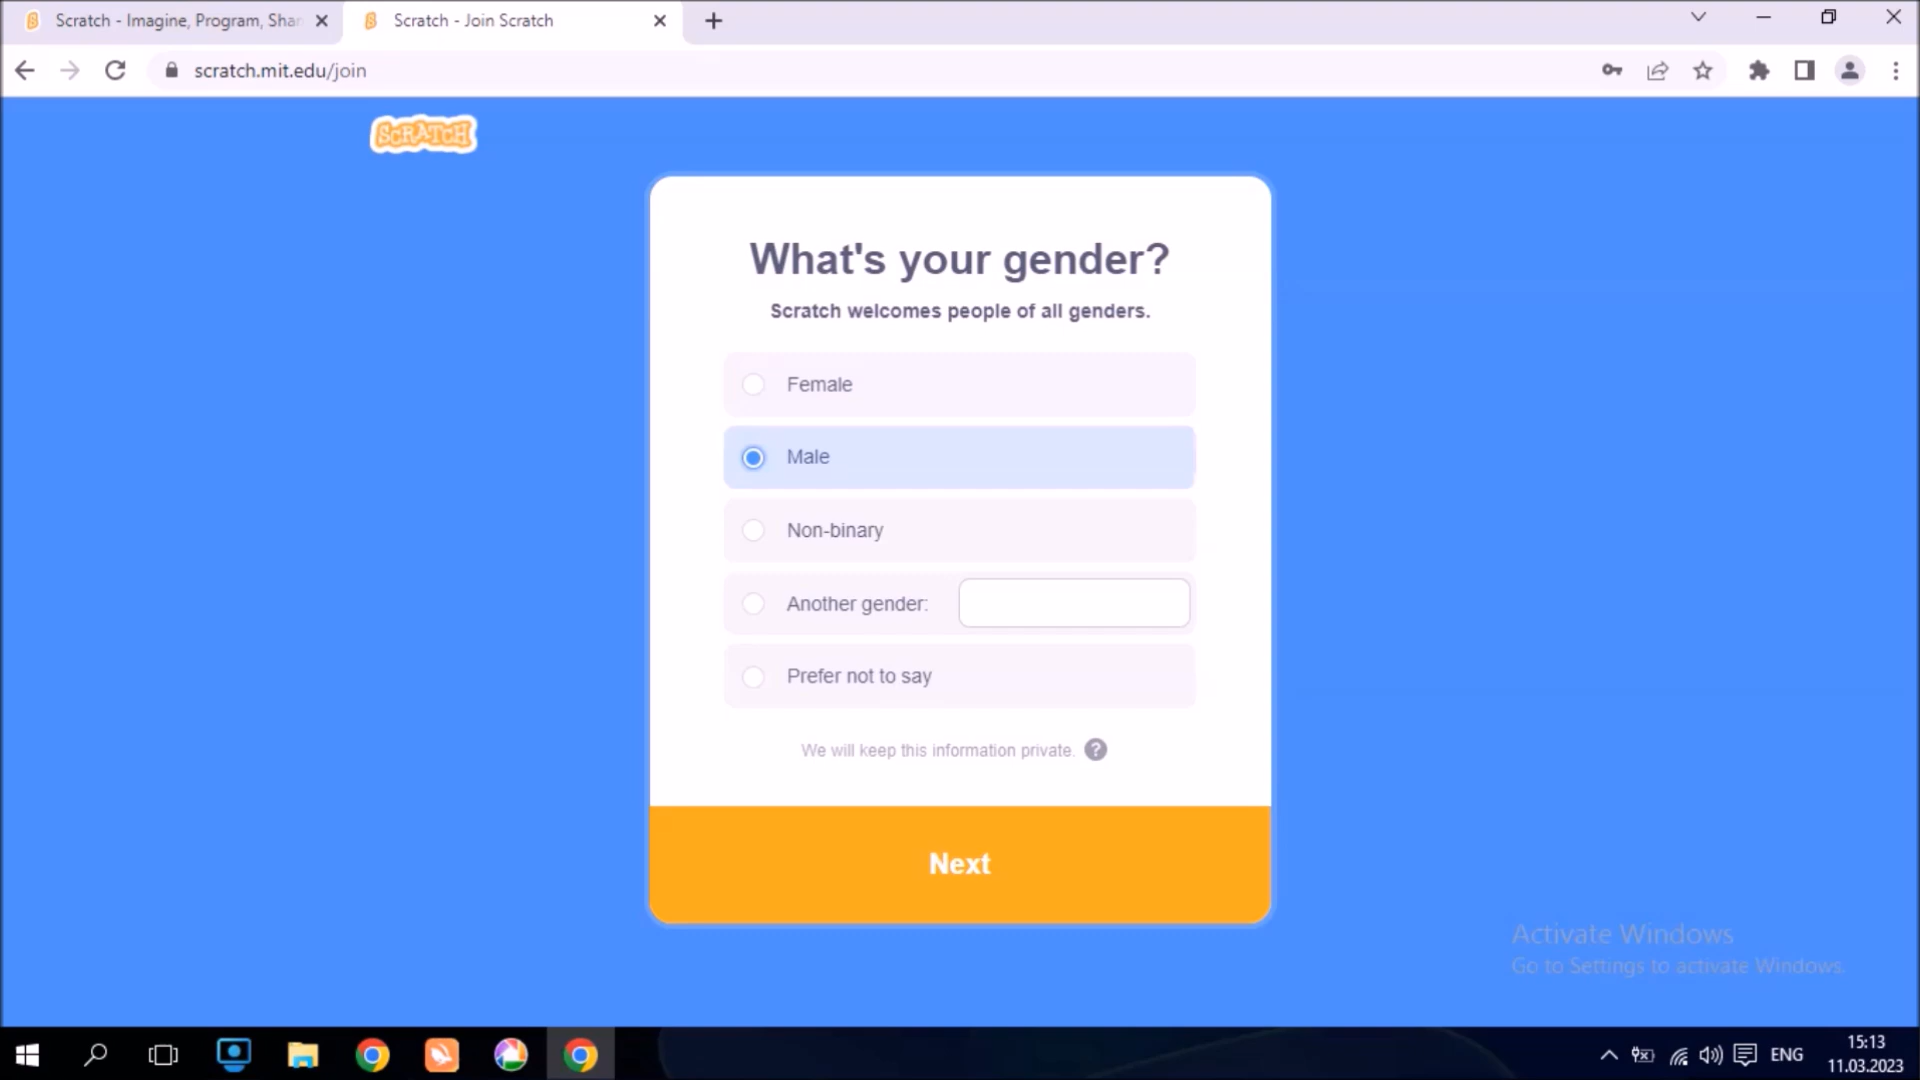 Scratch - Imagine, Program, Shar
Scratch - Join Scratch
scratch.mit.edu/join
SCRATCH
What's your gender?
Scratch welcomes people of all genders.
Female
Male
Non-binary
Another gender:
Prefer not to say
We will keep this information private. ?
Next
Activate Windows
Go to Settings to activate Windows.
ENG
15:13
11.03.2023